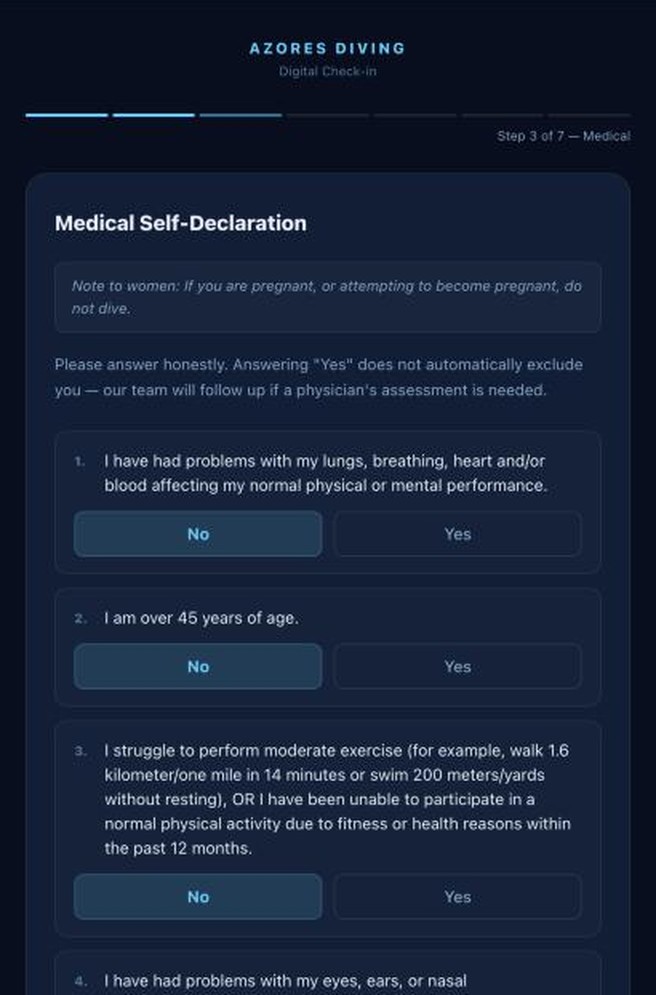 AZORES DIVING
Digital Check-in
Step 3 of 7 — Medical
Medical Self-Declaration
Note to women: If you are pregnant, or attempting to become pregnant, do
not dive.
Please answer honestly. Answering "Yes" does not automatically exclude
you — our team will follow up if a physician's assessment is needed.
1. I have had problems with my lungs, breathing, heart and/or
blood affecting my normal physical or mental performance.
No Yes
2. I am over 45 years of age.
No Yes
3. I struggle to perform moderate exercise (for example, walk 1.6
kilometer/one mile in 14 minutes or swim 200 meters/yards
without resting), OR I have been unable to participate in a
normal physical activity due to fitness or health reasons within
the past 12 months.
No Yes
4. I have had problems with my eyes, ears, or nasal